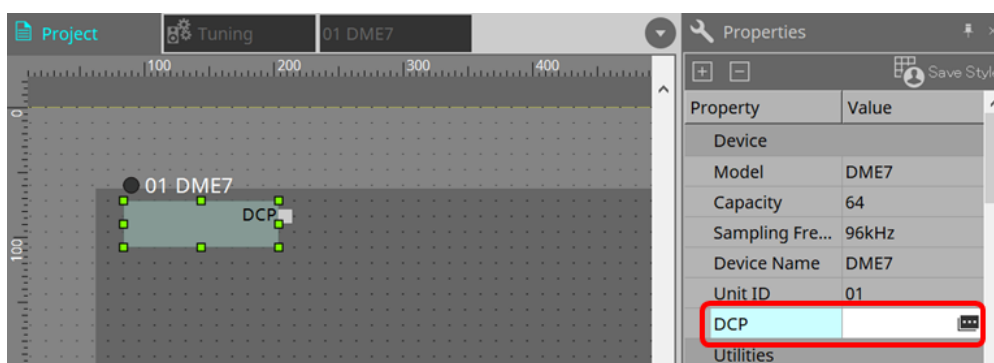 Project
Tuning
01 DME7
Properties
100
200
300
400
Save Style
Property Value
Device
Model DME7
0
01 DME7
Capacity 64
DCP
Sampling Fre... 96kHz
100
Device Name DME7
Unit ID 01
DCP
Utilities